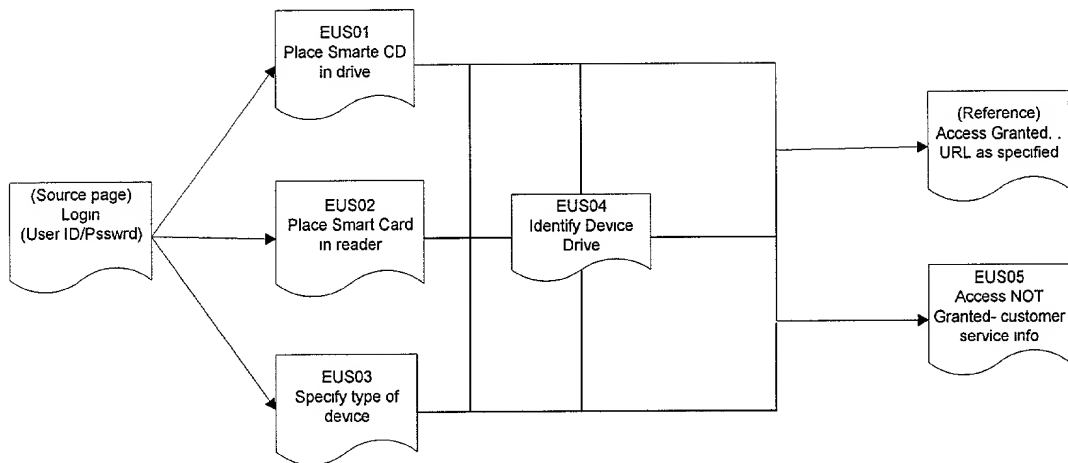 (Source page)
Login
(User ID/Psswrd)
EUS01
Place Smarte CD
in drive
EUS02
Place Smart Card
in reader
EUS03
Specify type of
device
EUS04
Identify Device
Drive
(Reference)
Access Granted. .
URL as specified
EUS05
Access NOT
Granted- customer
service info